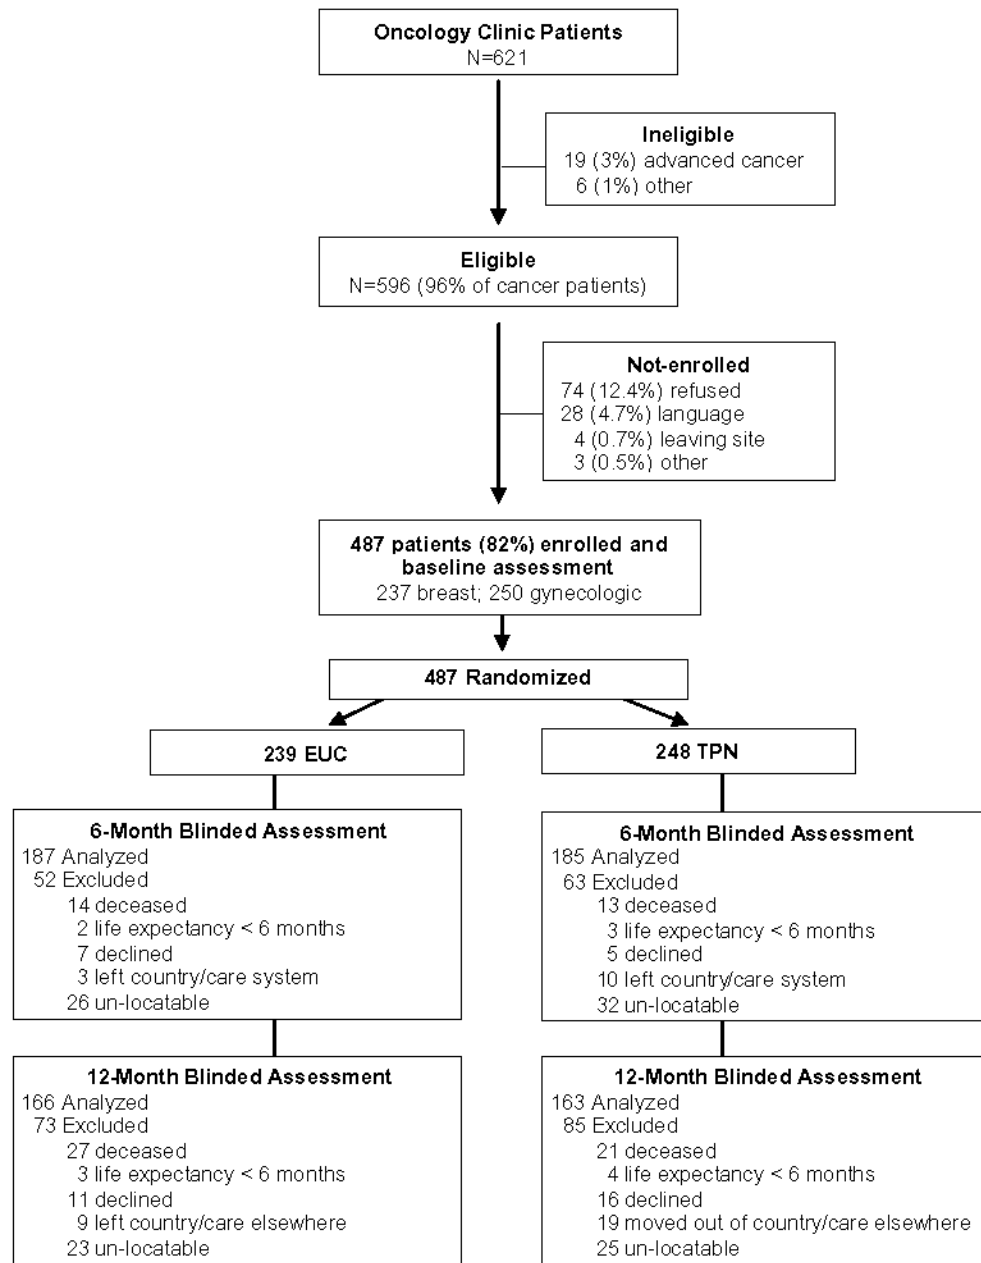 Oncology Clinic Patients
N=621
Ineligible
19 (3%) advanced cancer
6 (1%) other
Eligible
N=596 (96% of cancer patients)
Not-enrolled
74 (12.4%) refused
28 (4.7%) language
4 (0.7%) leaving site
3 (0.5%) other
487 patients (82%) enrolled and
baseline assessment
237 breast; 250 gynecologic
487 Randomized
239 EUC
6-Month Blinded Assessment
187 Analyzed
52 Excluded
14 deceased
2 life expectancy < 6 months
7 declined
3 left country/care system
26 un-locatable
12-Month Blinded Assessment
166 Analyzed
73 Excluded
27 deceased
3 life expectancy < 6 months
11 declined
9 left country/care elsewhere
23 un-locatable
248 TPN
6-Month Blinded Assessment
185 Analyzed
63 Excluded
13 deceased
3 life expectancy < 6 months
5 declined
10 left country/care system
32 un-locatable
12-Month Blinded Assessment
163 Analyzed
85 Excluded
21 deceased
4 life expectancy < 6 months
16 declined
19 moved out of country/care elsewhere
25 un-locatable